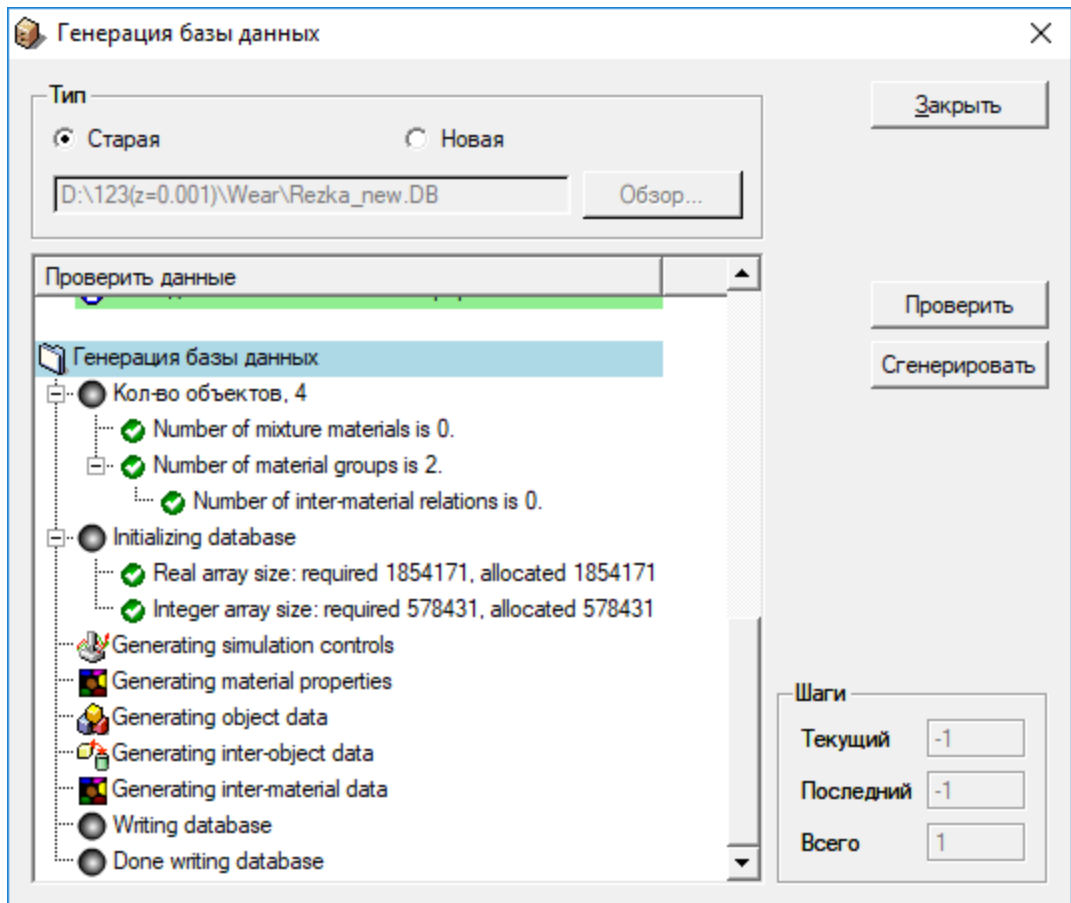 Генерация базы данных
Тип
Закрыть
Старая
Новая
D:\123(z=0.001)\Wear\Rezka_new.DB
Обзор...
Проверить данные
Проверить
Сгенерировать
Генерация базы данных
Кол-во объектов, 4
Number of mixture materials is 0.
Number of material groups is 2.
Number of inter-material relations is 0.
Initializing database
Real array size: required 1854171, allocated 1854171
Integer array size: required 578431, allocated 578431
Generating simulation controls
Generating material properties
Generating object data
Generating inter-object data
Generating inter-material data
Writing database
Done writing database
Шаги
Текущий -1
Последний -1
Всего 1